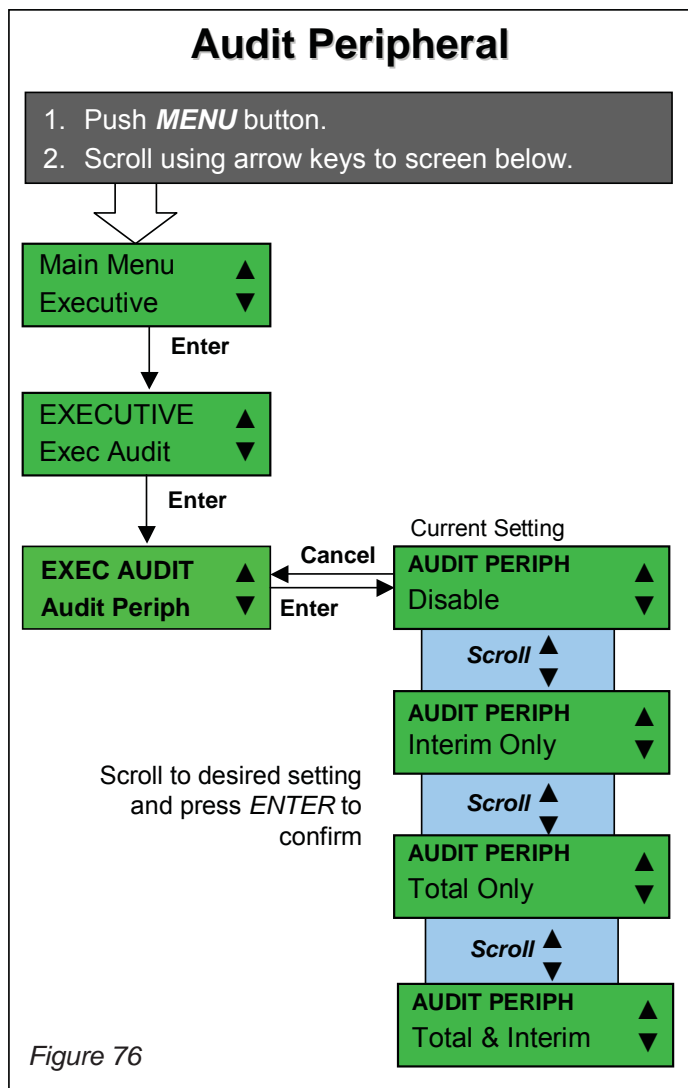 Audit Peripheral
1. Push MENU button.
2. Scroll using arrow keys to screen below.
Main Menu ▲
Executive ▼
Enter
EXECUTIVE ▲
Exec Audit ▼
Enter
EXEC AUDIT ▲
Audit Periph ▼
Cancel
Enter
Current Setting
AUDIT PERIPH ▲
Disable ▼
Scroll ▲
▼
AUDIT PERIPH ▲
Interim Only ▼
Scroll ▲
▼
Scroll to desired setting
and press ENTER to
confirm
AUDIT PERIPH ▲
Total Only ▼
Scroll ▲
▼
AUDIT PERIPH ▲
Total & Interim ▼
Figure 76